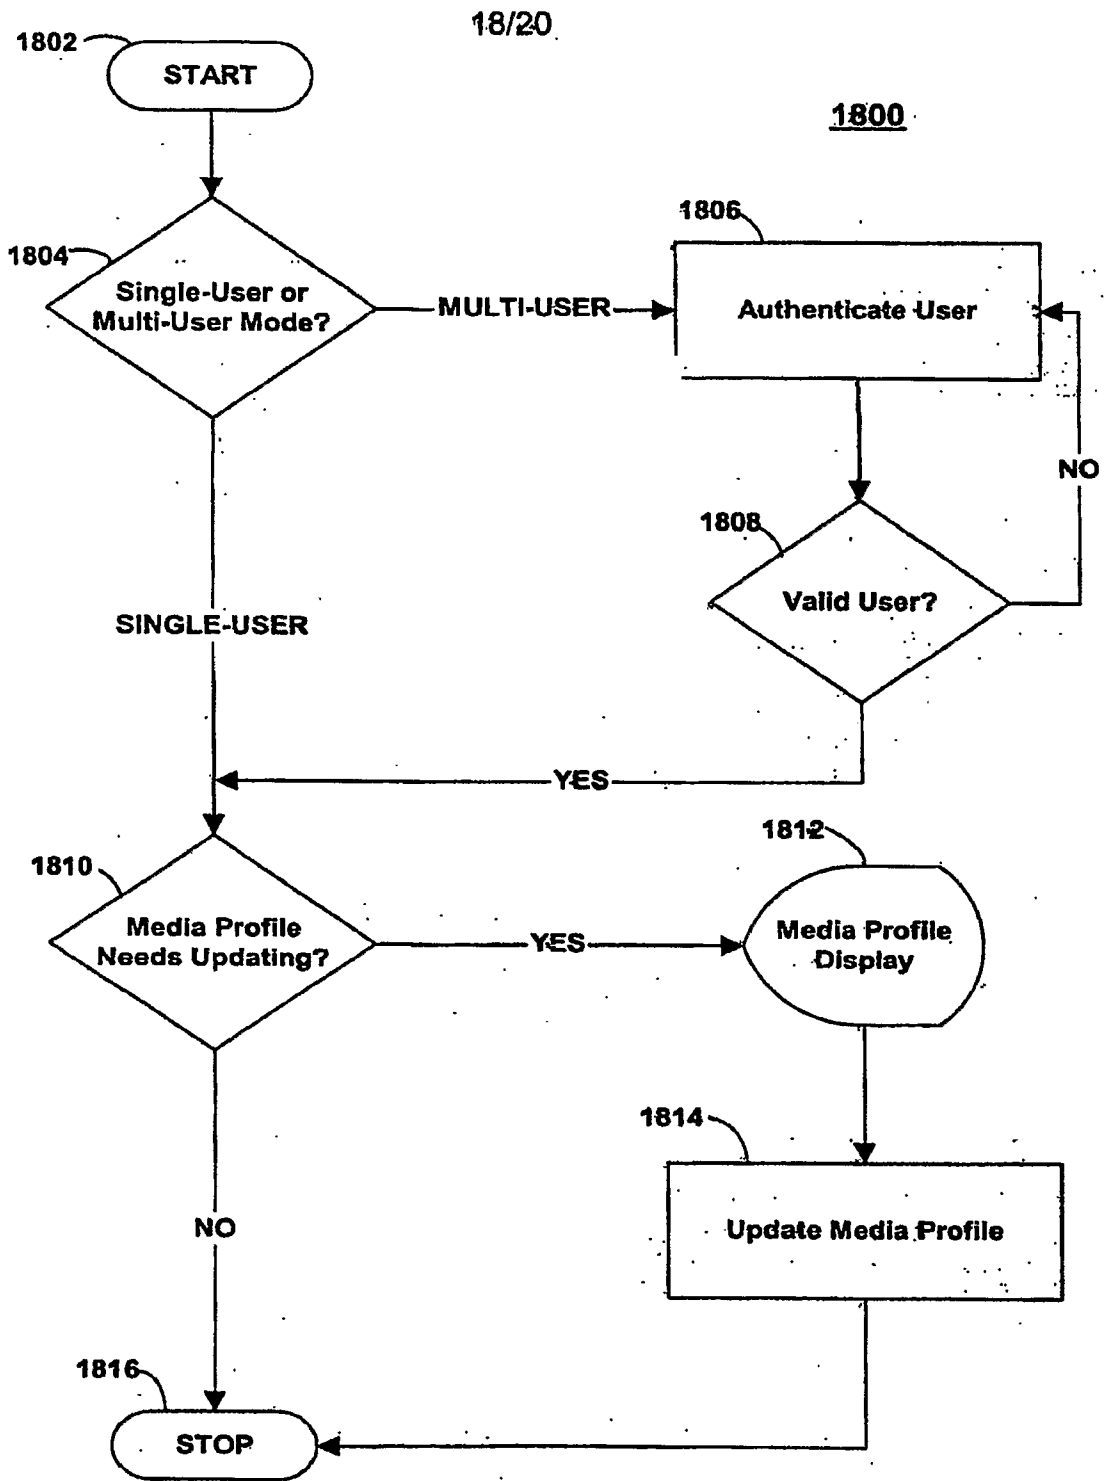 18/20
1802
START
1800
1804
Single-User or
Multi-User Mode?
MULTI-USER
1806
Authenticate User
NO
1808
Valid User?
SINGLE-USER
YES
1810
Media Profile
Needs Updating?
YES
1812
Media Profile
Display
1814
Update Media Profile
NO
1816
STOP